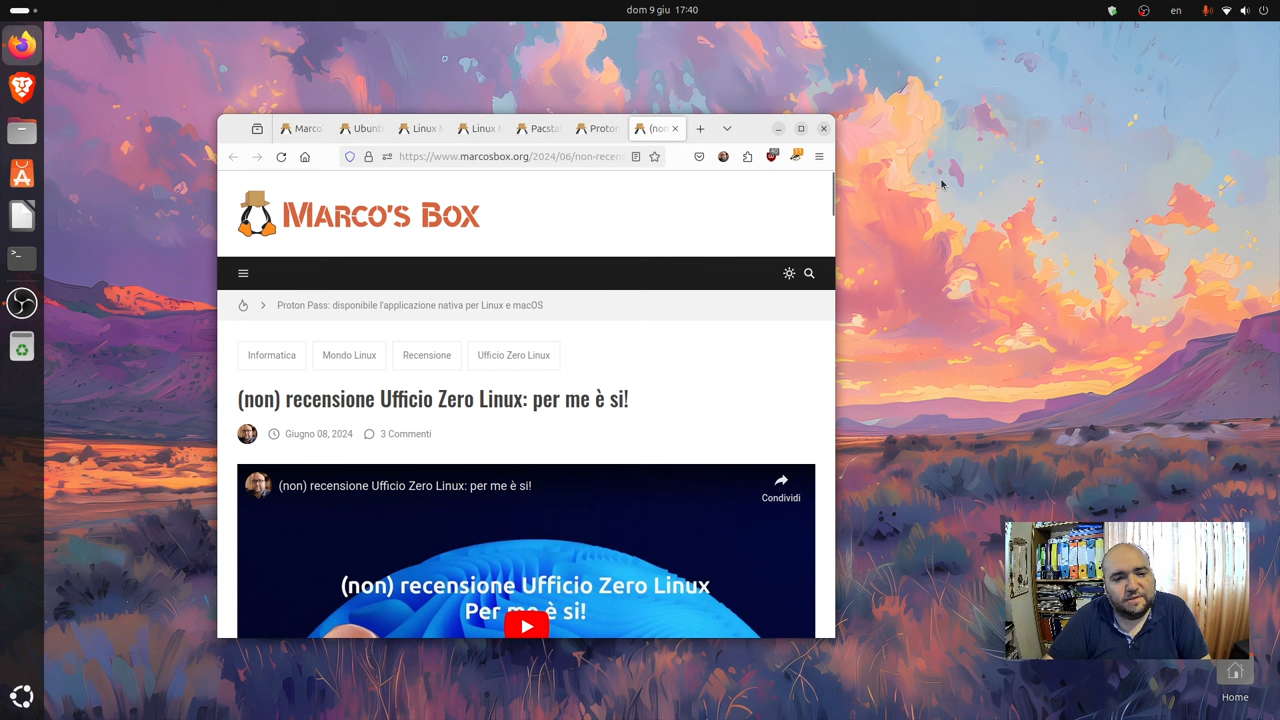 dom 9 giu 17:40
en
Marco
Ubunt
Linux
Linux
Pacsta
Proton
(non
https://www.marcosbox.org/2024/06/non-recen
Marco's Box
Proton Pass: disponibile l'applicazione nativa per Linux e macOS
Informatica
Mondo Linux
Recensione
Ufficio Zero Linux
(non) recensione Ufficio Zero Linux: per me è si!
Giugno 08, 2024
3 Commenti
(non) recensione Ufficio Zero Linux: per me è si!
Condividi
(non) recensione Ufficio Zero Linux
Per me è si!
Home